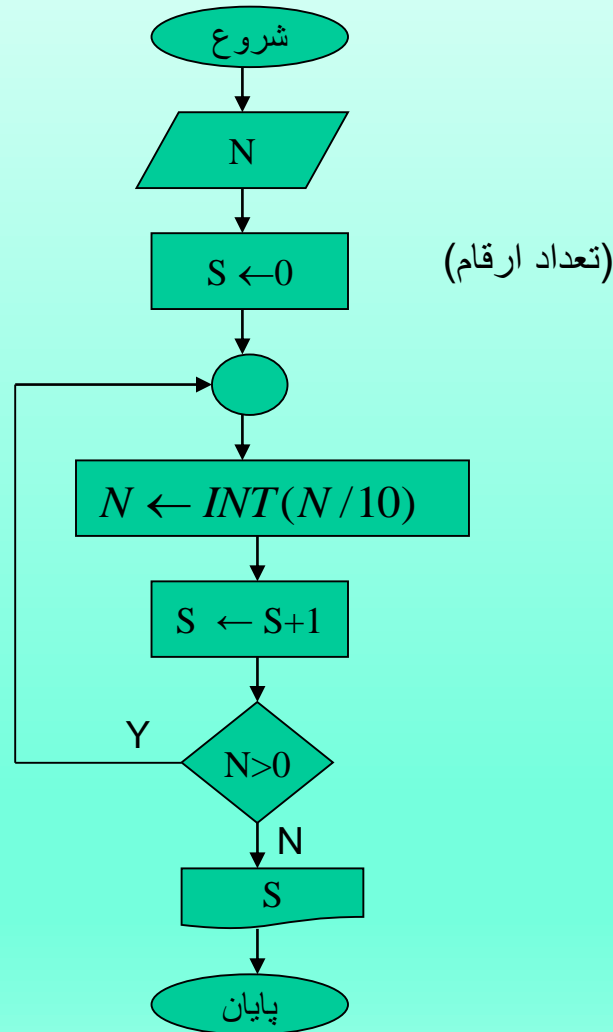 شروع
N
S ←0
(تعداد ارقام)
N ← INT(N/10)
S ← S+1
Y
N>0
N
S
پایان